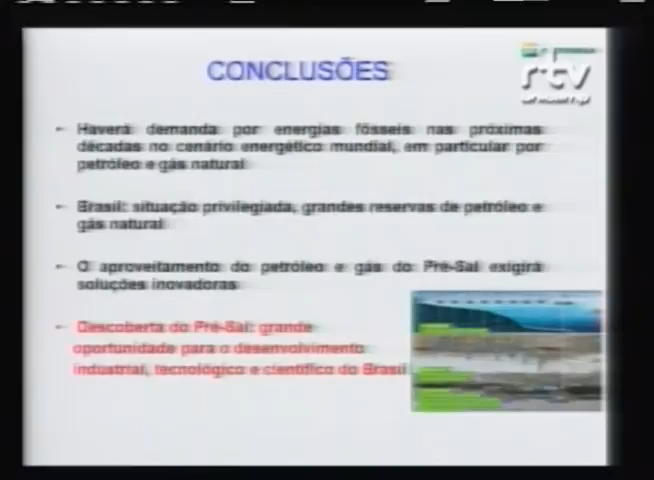 CONCLUSÕES
rtv
- Haverá demanda por energias fósseis nas próximas
décadas no cenário energético mundial, em particular por
petróleo e gás natural
- Brasil: situação privilegiada, grandes reservas de petróleo e
gás natural
- O aproveitamento do petróleo e gás do Pré-Sal exigirá
soluções inovadoras
- Descoberta do Pré-Sal: grande
oportunidade para o desenvolvimento
industrial, tecnológico e científico do Brasil